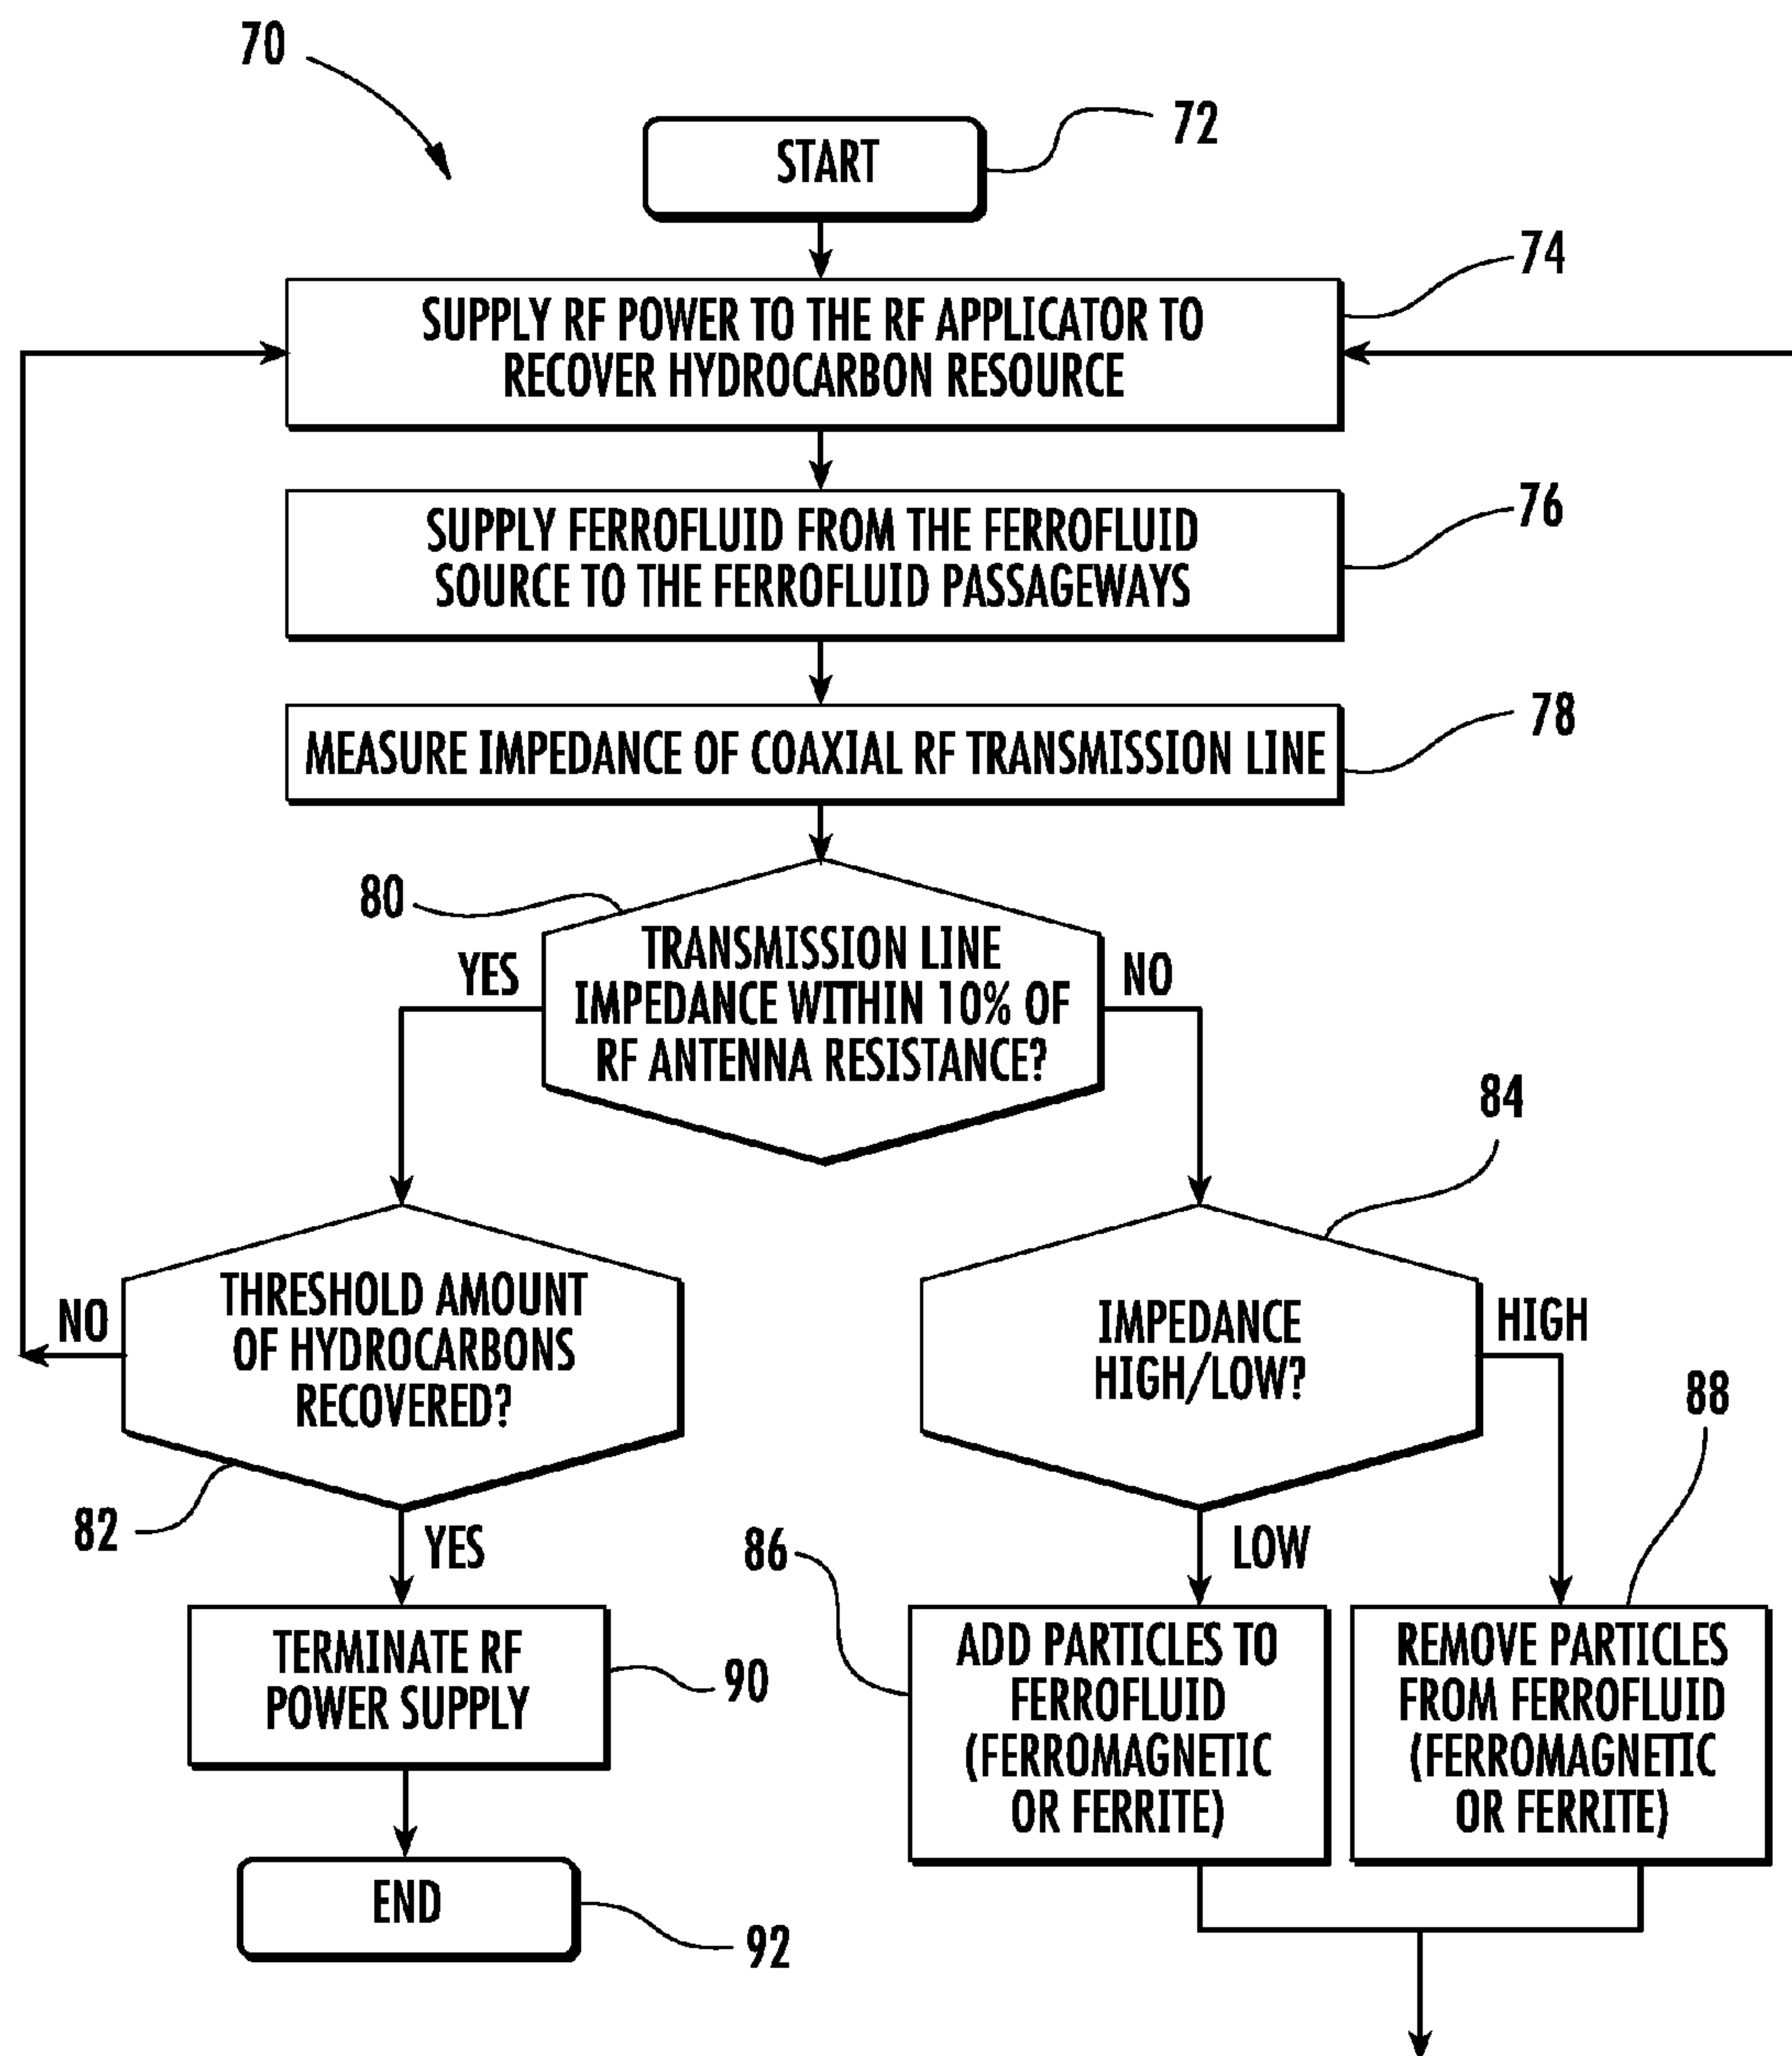 70
START
72
SUPPLY RF POWER TO THE RF APPLICATOR TO
RECOVER HYDROCARBON RESOURCE
74
SUPPLY FERROFLUID FROM THE FERROFLUID
SOURCE TO THE FERROFLUID PASSAGEWAYS
76
MEASURE IMPEDANCE OF COAXIAL RF TRANSMISSION LINE
78
80
TRANSMISSION LINE
IMPEDANCE WITHIN 10% OF
RF ANTENNA RESISTANCE?
YES
NO
THRESHOLD AMOUNT
OF HYDROCARBONS
RECOVERED?
NO
82
YES
84
IMPEDANCE
HIGH/LOW?
HIGH
LOW
86
88
TERMINATE RF
POWER SUPPLY
90
ADD PARTICLES TO
FERROFLUID
(FERROMAGNETIC
OR FERRITE)
REMOVE PARTICLES
FROM FERROFLUID
(FERROMAGNETIC
OR FERRITE)
END
92